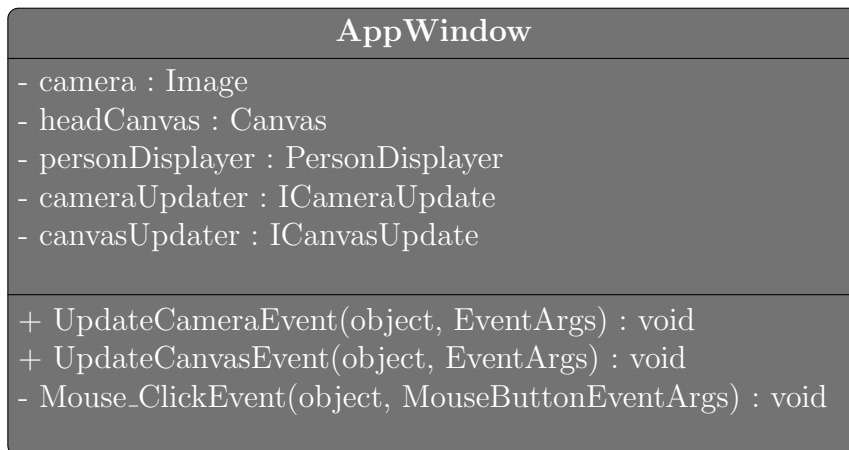 AppWindow
- camera : Image
- headCanvas : Canvas
- personDisplayer : PersonDisplayer
- cameraUpdater : ICameraUpdate
- canvasUpdater : ICanvasUpdate
+ UpdateCameraEvent(object, EventArgs) : void
+ UpdateCanvasEvent(object, EventArgs) : void
- Mouse_ClickEvent(object, MouseButtonEventArgs) : void